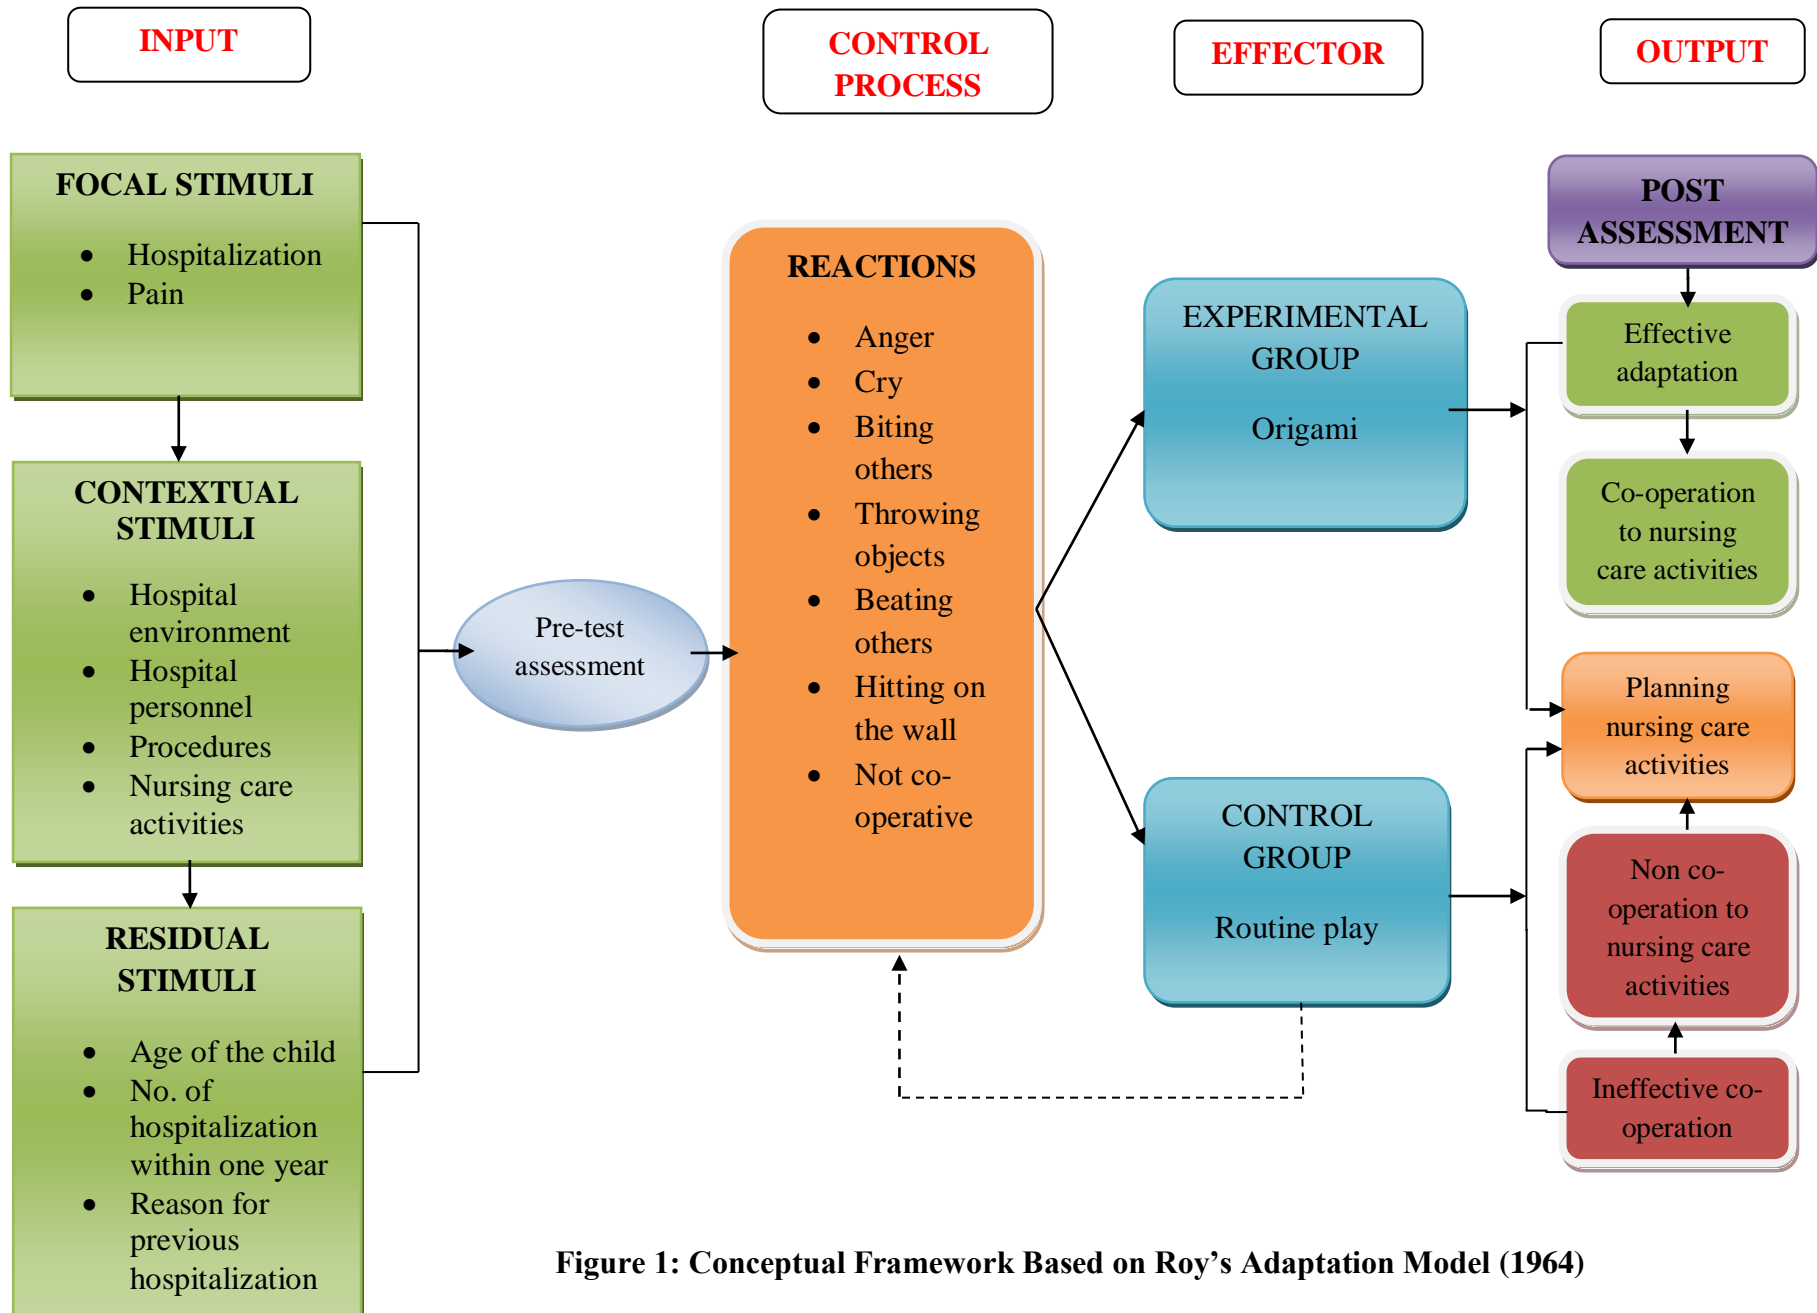 INPUT
CONTROL
PROCESS
EFFECTOR
OUTPUT
FOCAL STIMULI
• Hospitalization
• Pain
CONTEXTUAL
STIMULI
• Hospital
environment
• Hospital
personnel
• Procedures
• Nursing care
activities
RESIDUAL
STIMULI
• Age of the child
• No. of
hospitalization
within one year
• Reason for
previous
hospitalization
Pre-test
assessment
REACTIONS
• Anger
• Cry
• Biting
others
• Throwing
objects
• Beating
others
• Hitting on
the wall
• Not co-
operative
EXPERIMENTAL
GROUP
Origami
CONTROL
GROUP
Routine play
POST
ASSESSMENT
Effective
adaptation
Co-operation
to nursing
care activities
Planning
nursing care
activities
Non co-
operation to
nursing care
activities
Ineffective co-
operation
Figure 1: Conceptual Framework Based on Roy’s Adaptation Model (1964)